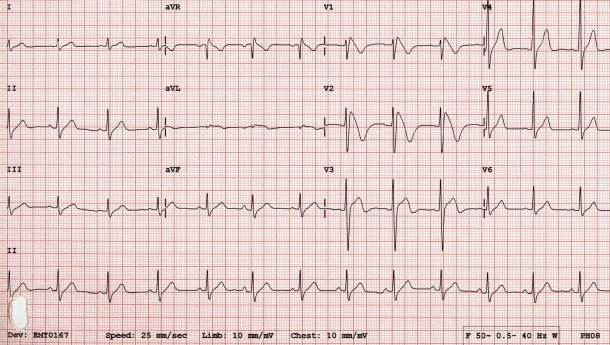 I aVR V1 V4
II aVL V2 V5
III aVF V3 V6
II
Dev: EMT0167 Speed: 25 mm/sec Limb: 10 mm/mV Chest: 10 mm/mV F 50~ 0.5- 40 Hz W PH08